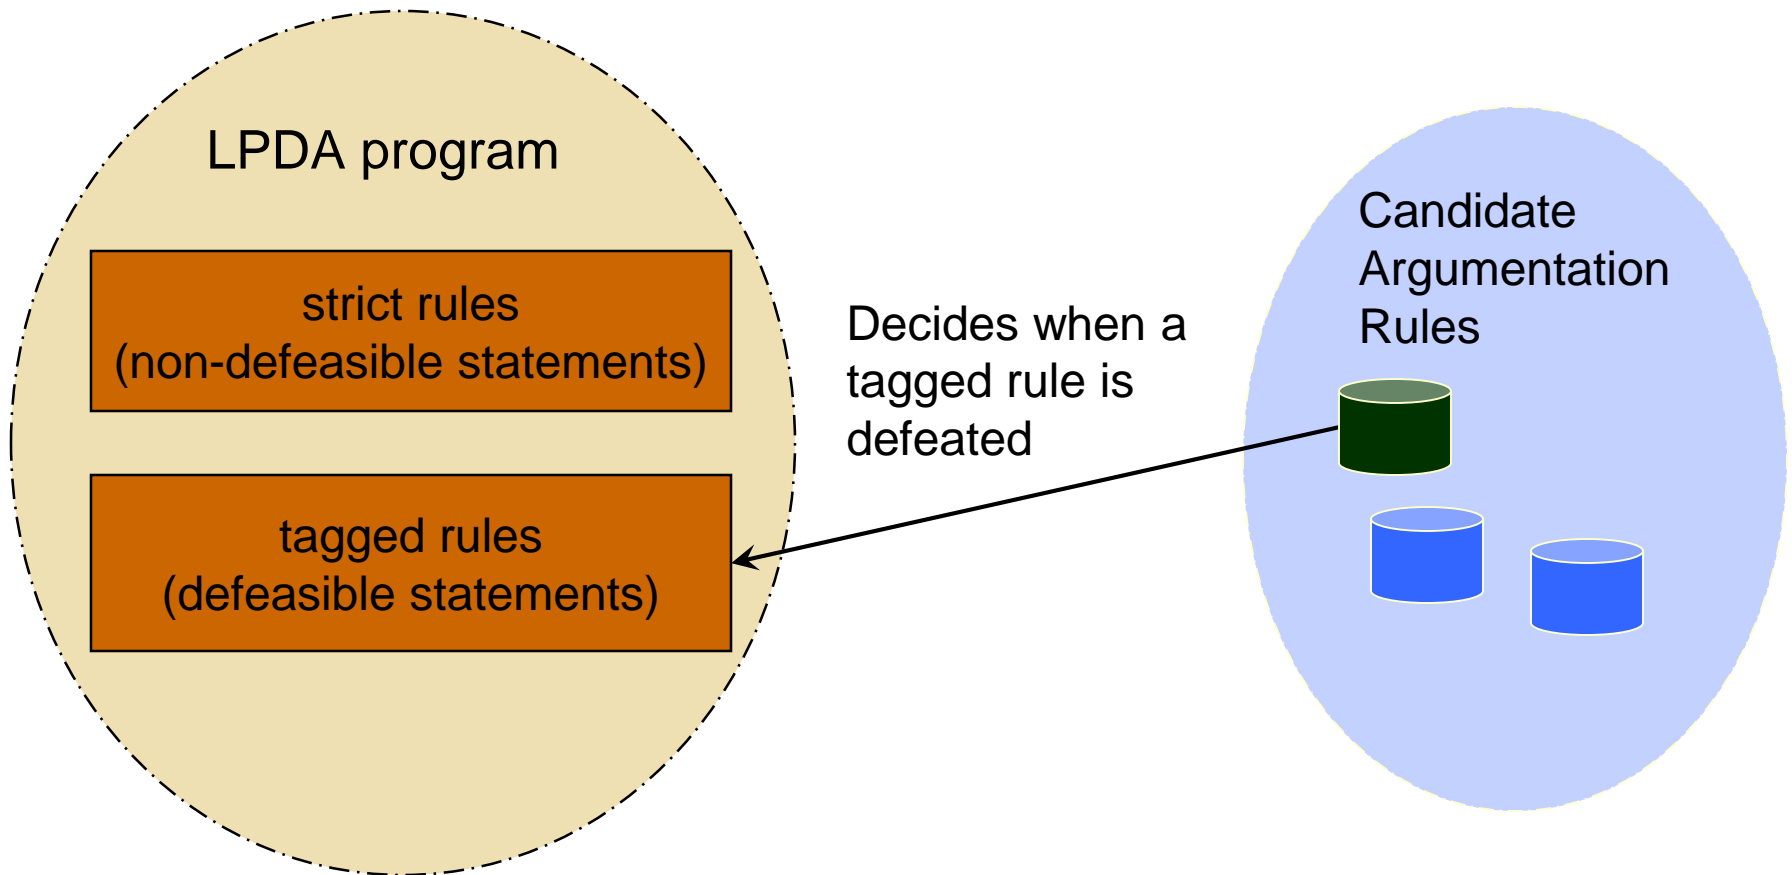 LPDA program
strict rules
(non-defeasible statements)
tagged rules
(defeasible statements)
Decides when a
tagged rule is
defeated
Candidate
Argumentation
Rules